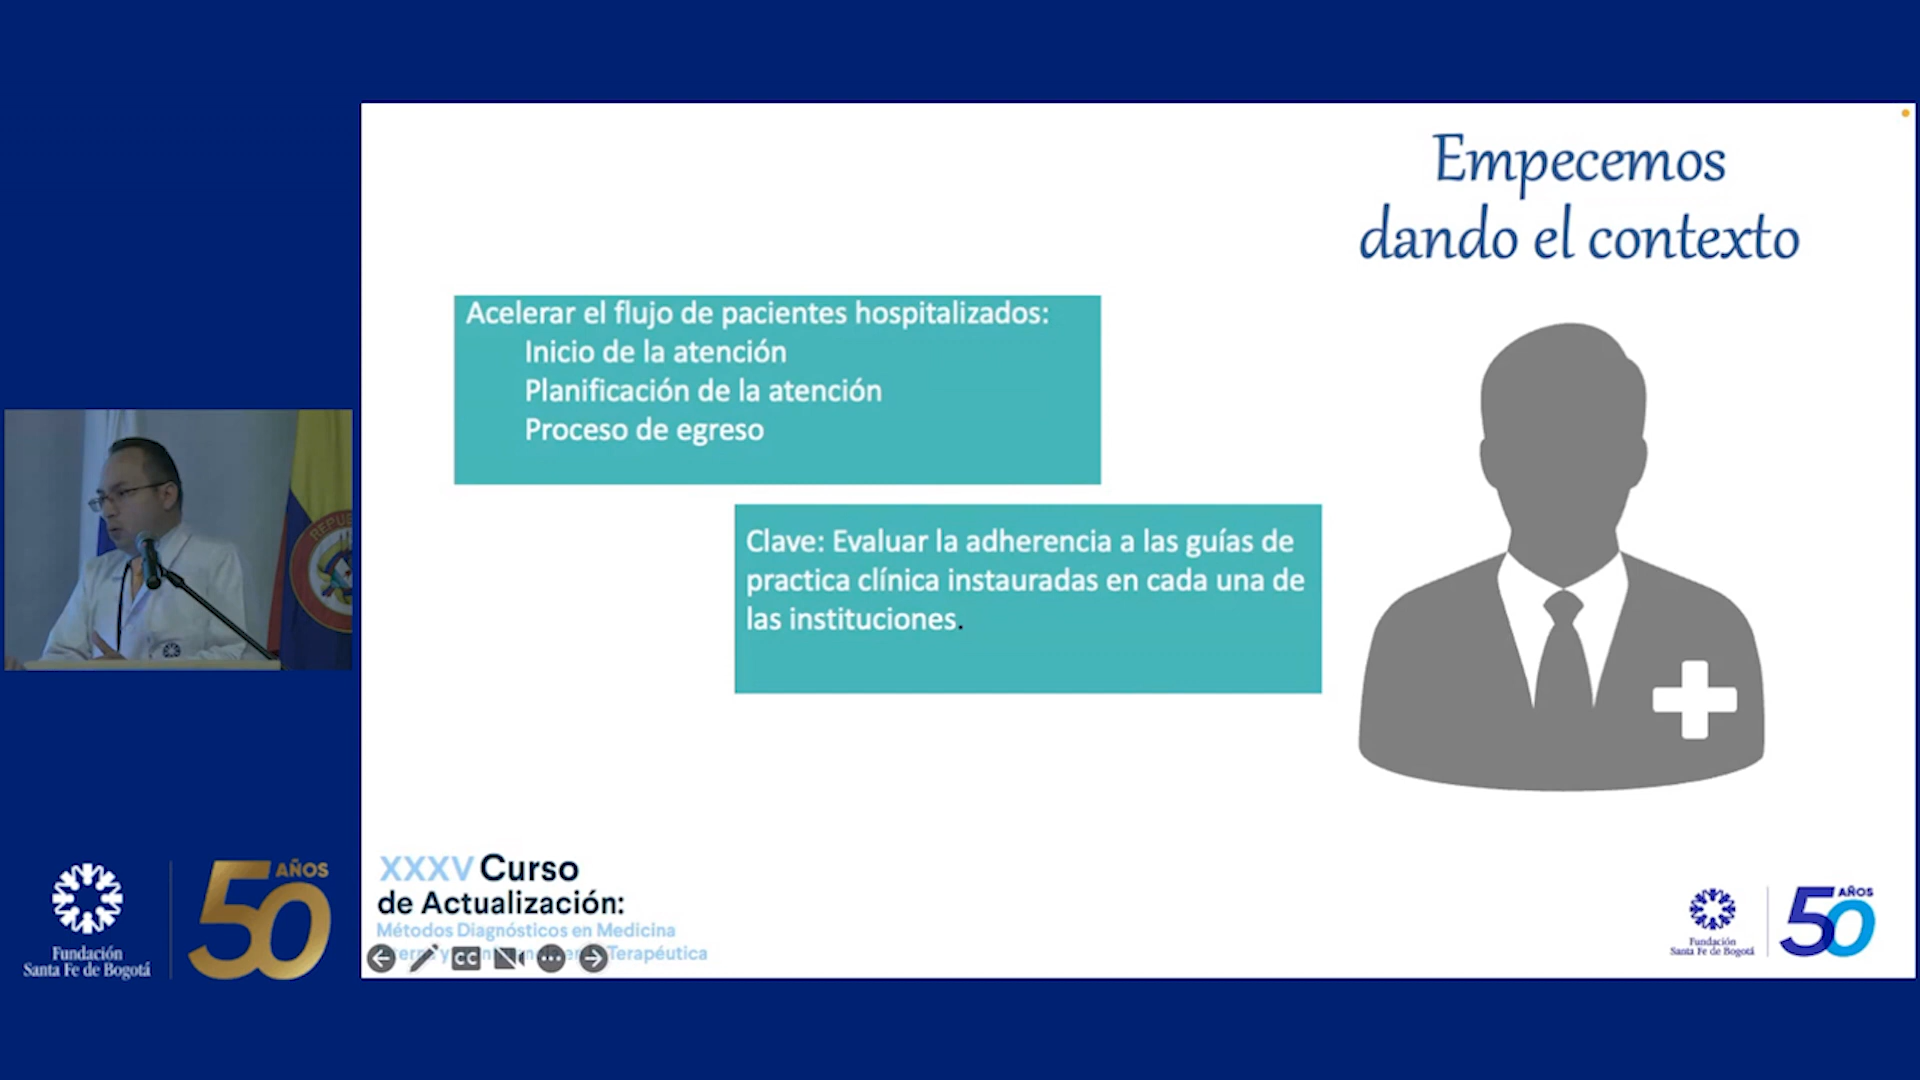 Empecemos
dando el contexto
Acelerar el flujo de pacientes hospitalizados:
Inicio de la atención
Planificación de la atención
Proceso de egreso
Clave: Evaluar la adherencia a las guías de
practica clínica instauradas en cada una de
las instituciones.
REPU
XXXV Curso
de Actualización:
Métodos Diagnósticos en Medicina
Terapéutica
CC
Fundación
Santa Fe de Bogotá
50 AÑOS
Fundación
Santa Fe de Bogotá
50 AÑOS